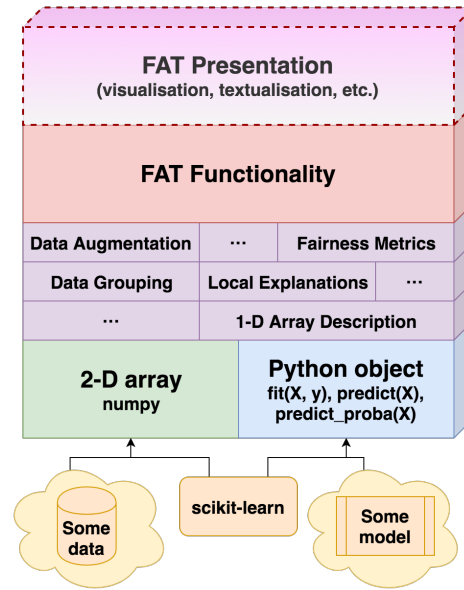 FAT Presentation
(visualisation, textualisation, etc.)
FAT Functionality
Data Augmentation ... Fairness Metrics
Data Grouping Local Explanations ...
... 1-D Array Description
2-D array
numpy
Python object
fit(X, y), predict(X),
predict_proba(X)
Some
data
scikit-learn
Some
model